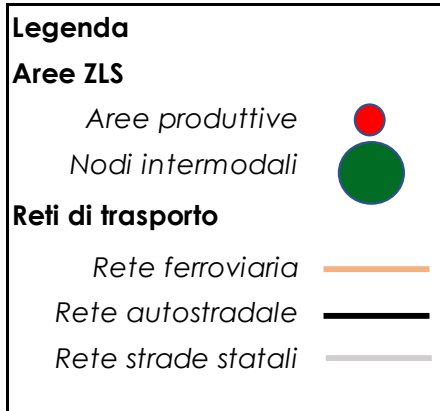 Legenda
Aree ZLS
Aree produttive
Nodi intermodali
Reti di trasporto
Rete ferroviaria
Rete autostradale
Rete strade statali